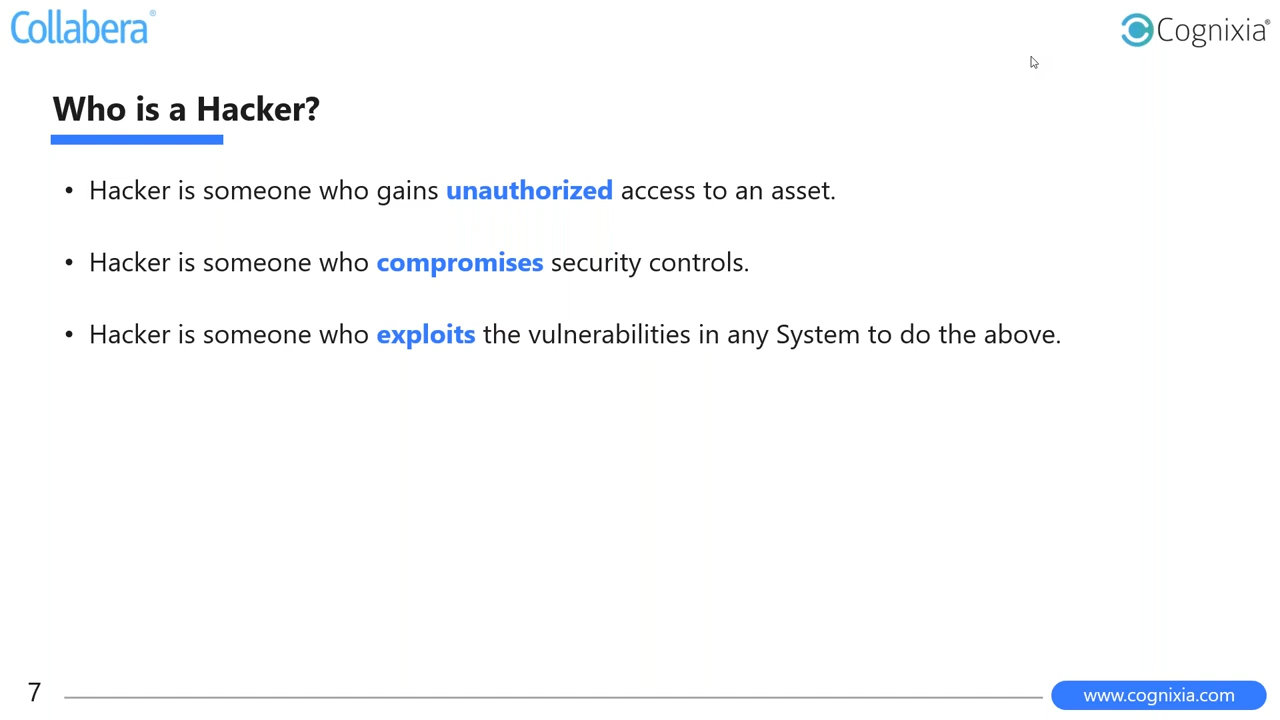 Collabera®
Cognixia®
Who is a Hacker?
• Hacker is someone who gains unauthorized access to an asset.
• Hacker is someone who compromises security controls.
• Hacker is someone who exploits the vulnerabilities in any System to do the above.
7
www.cognixia.com